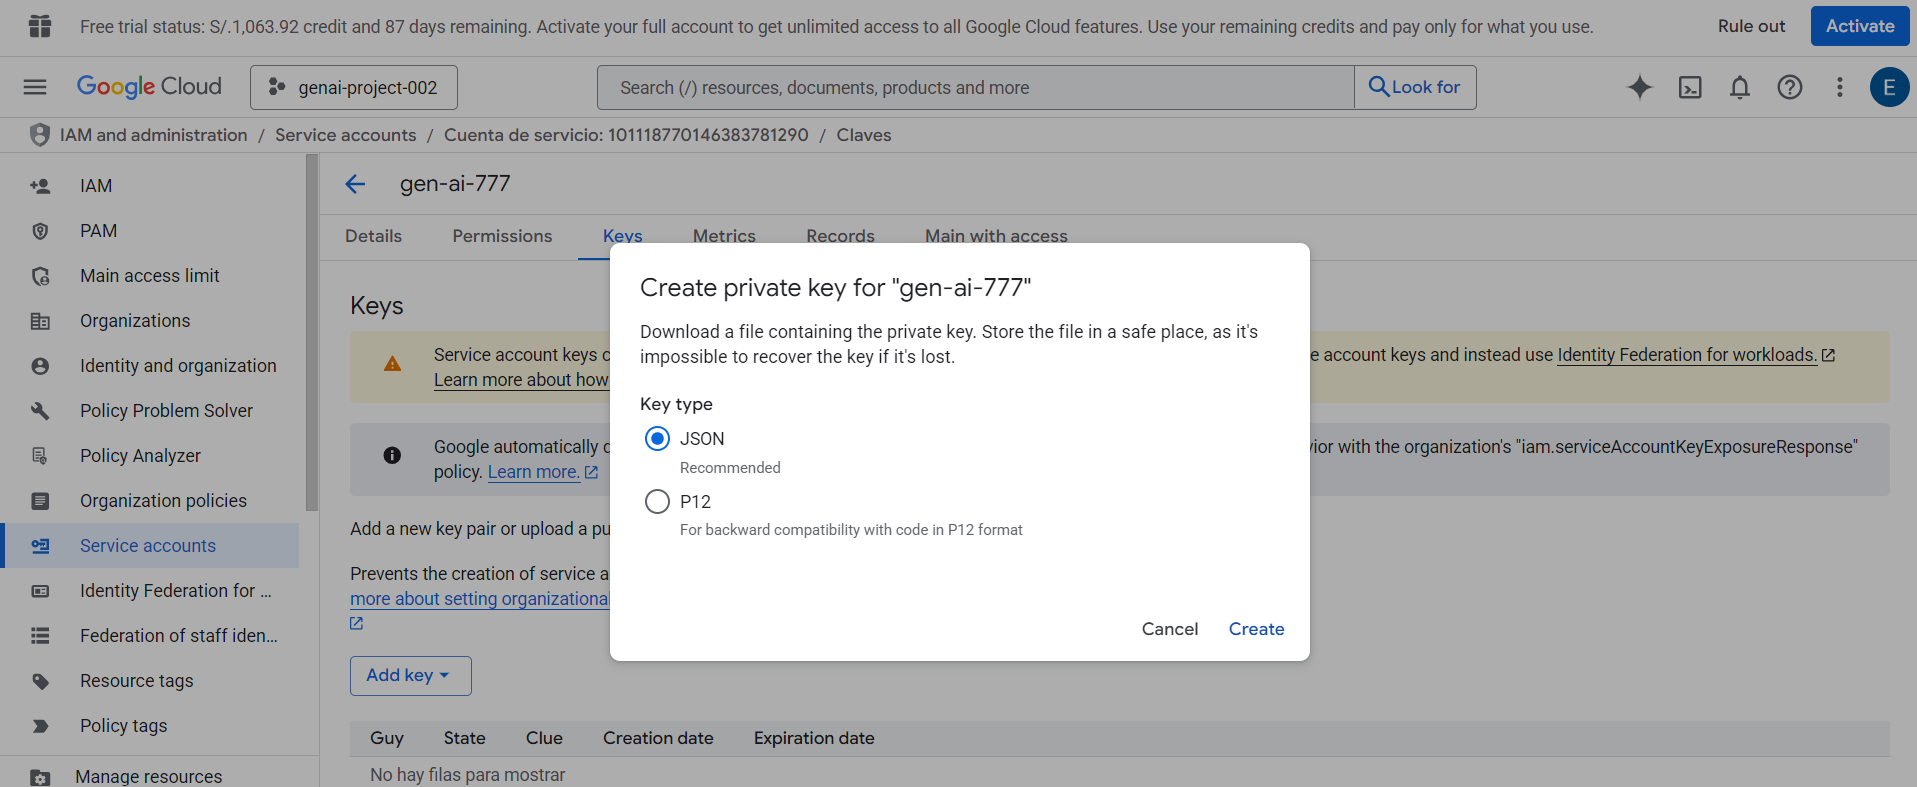 Free trial status: S/.1,063.92 credit and 87 days remaining. Activate your full account to get unlimited access to all Google Cloud features. Use your remaining credits and pay only for what you use.
Rule out
Activate
Google Cloud
genai-project-002
Search (/) resources, documents, products and more
Look for
E
IAM and administration / Service accounts / Cuenta de servicio: 101118770146383781290 / Claves
IAM
PAM
Main access limit
Organizations
Identity and organization
Policy Problem Solver
Policy Analyzer
Organization policies
Service accounts
Identity Federation for ...
Federation of staff iden...
Resource tags
Policy tags
Manage resources
gen-ai-777
Details
Permissions
Keys
Metrics
Records
Main with access
Keys
Service account keys c
e account keys and instead use Identity Federation for workloads.
Learn more about how
Google automatically
ior with the organization's "iam.serviceAccountKeyExposureResponse"
policy. Learn more.
Add a new key pair or upload a pu
Prevents the creation of service a
more about setting organizational
Add key
Guy
State
Clue
Creation date
Expiration date
No hay filas para mostrar
Create private key for "gen-ai-777"
Download a file containing the private key. Store the file in a safe place, as it's
impossible to recover the key if it's lost.
Key type
JSON
Recommended
P12
For backward compatibility with code in P12 format
Cancel
Create